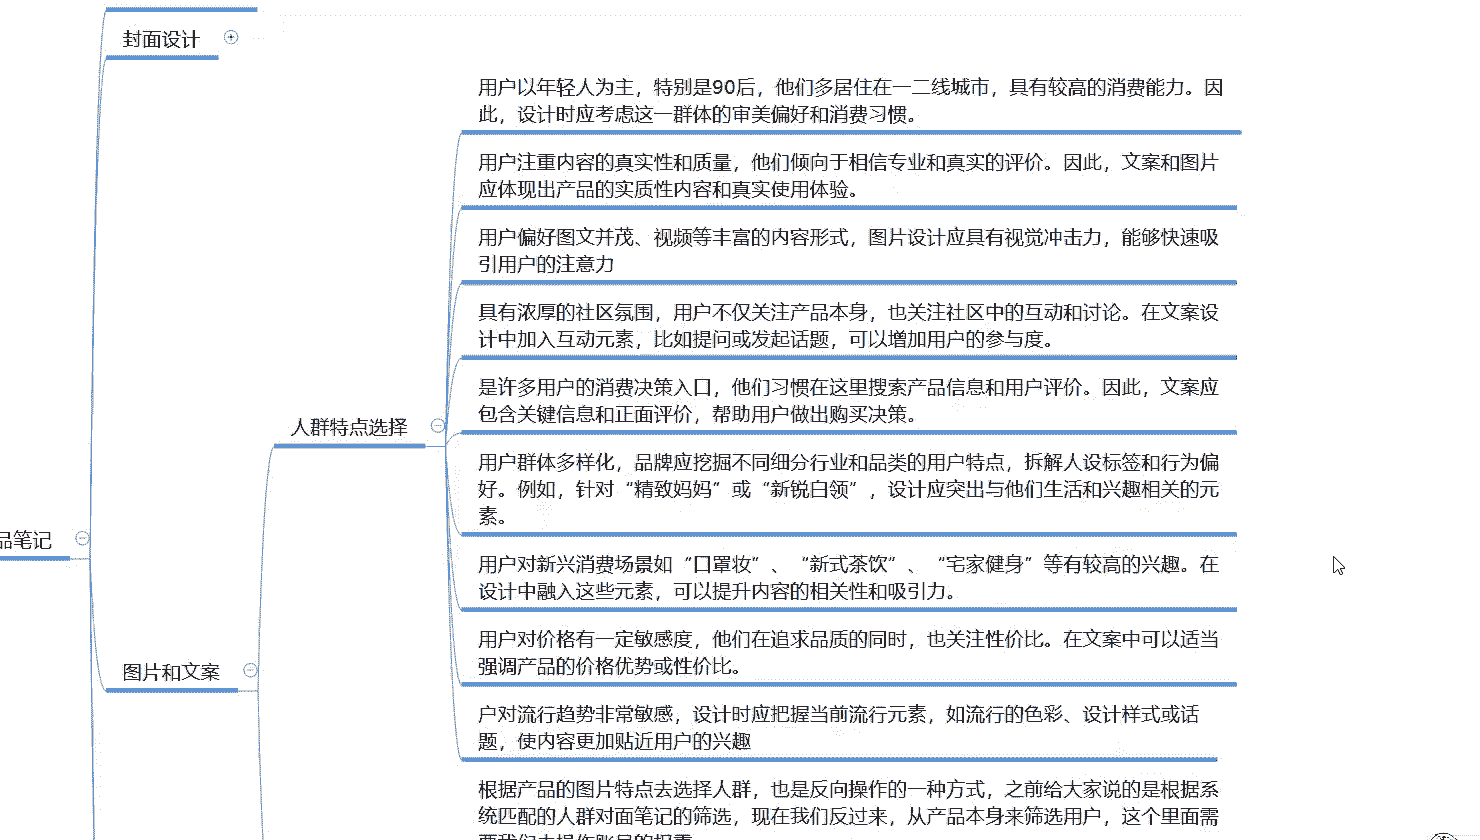 封面设计
用户以年轻人为主，特别是90后，他们多居住在一二线城市，具有较高的消费能力。因
此，设计时应考虑这一群体的审美偏好和消费习惯。
用户注重内容的真实性和质量，他们倾向于相信专业和真实的评价。因此，文案和图片
应体现出产品的实质性内容和真实使用体验。
用户偏好图文并茂、视频等丰富的内容形式，图片设计应具有视觉冲击力，能够快速吸
引用户的注意力
具有浓厚的社区氛围，用户不仅关注产品本身，也关注社区中的互动和讨论。在文案设
计中加入互动元素，比如提问或发起话题，可以增加用户的参与度。
是许多用户的消费决策入口，他们习惯在这里搜索产品信息和用户评价。因此，文案应
包含关键信息和正面评价，帮助用户做出购买决策。
人群特点选择
用户群体多样化，品牌应挖掘不同细分行业和品类的用户特点，拆解人设标签和行为偏
好。例如，针对“精致妈妈”或“新锐白领”，设计应突出与他们生活和兴趣相关的元
素。
品笔记
用户对新兴消费场景如“口罩妆”、“新式茶饮”、“宅家健身”等有较高的兴趣。在
设计中融入这些元素，可以提升内容的相关性和吸引力。
用户对价格有一定敏感度，他们在追求品质的同时，也关注性价比。在文案中可以适当
强调产品的价格优势或性价比。
图片和文案
户对流行趋势非常敏感，设计时应把握当前流行元素，如流行的色彩、设计样式或话
题，使内容更加贴近用户的兴趣
根据产品的图片特点去选择人群，也是反向操作的一种方式，之前给大家说的是根据系
统匹配的人群对面笔记的筛选，现在我们反过来，从产品本身来筛选用户，这个里面需